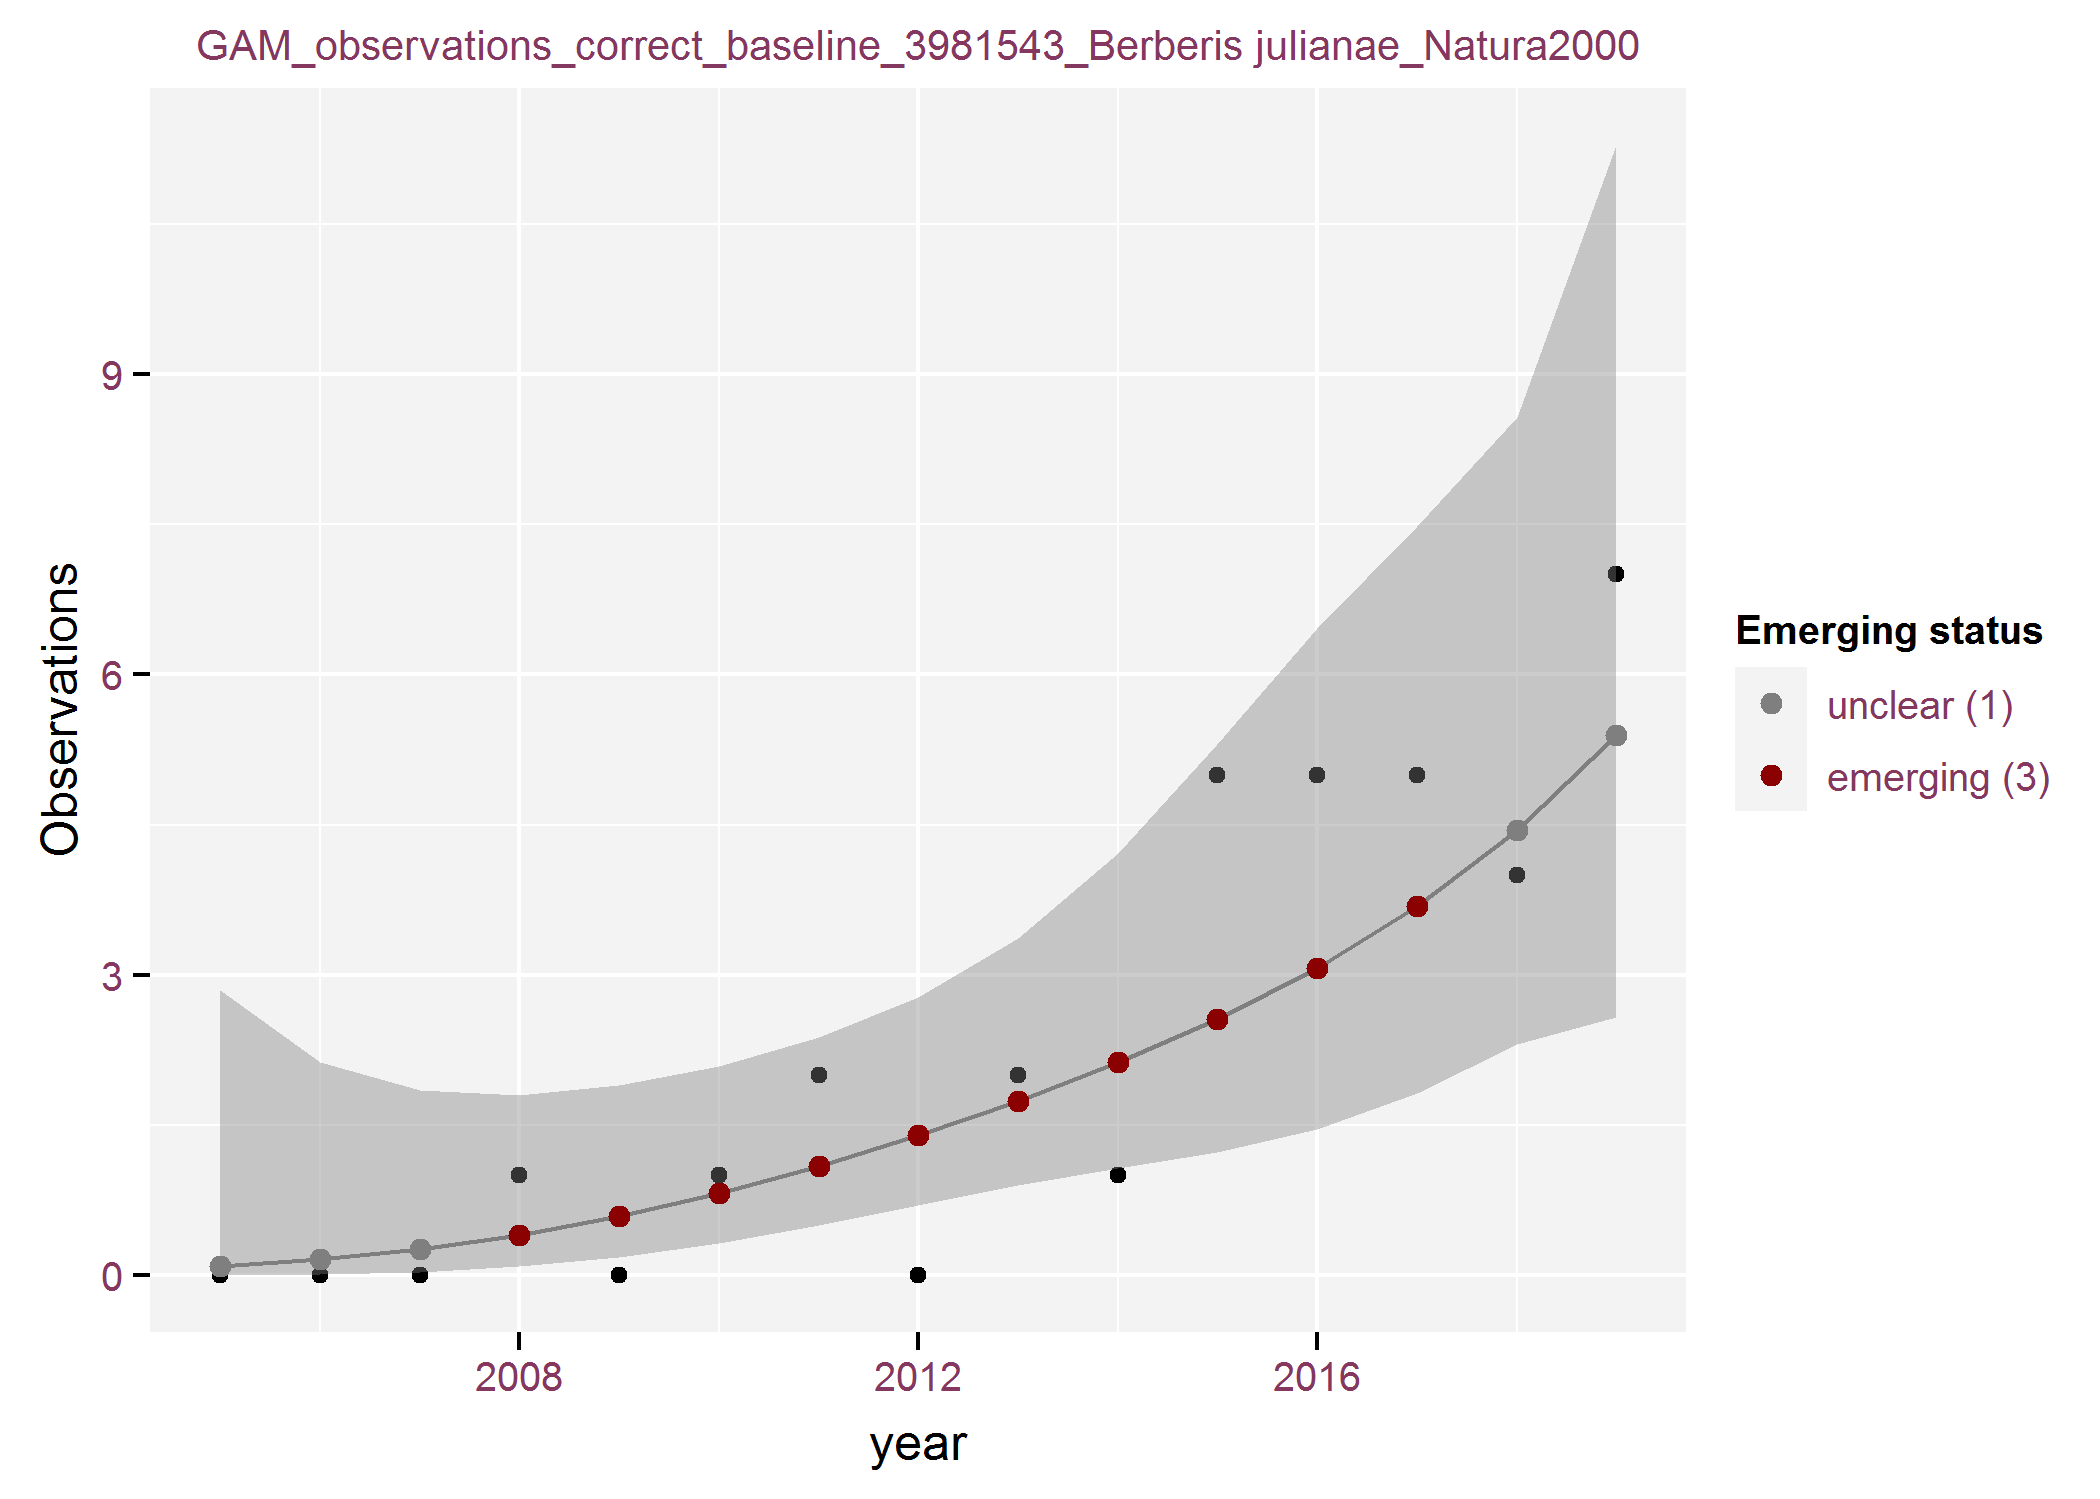 GAM_observations_correct_baseline_3981543_Berberis julianae_Natura2000
Observations
9
6
3
0
2008
2012
2016
year
Emerging status
unclear (1)
emerging (3)